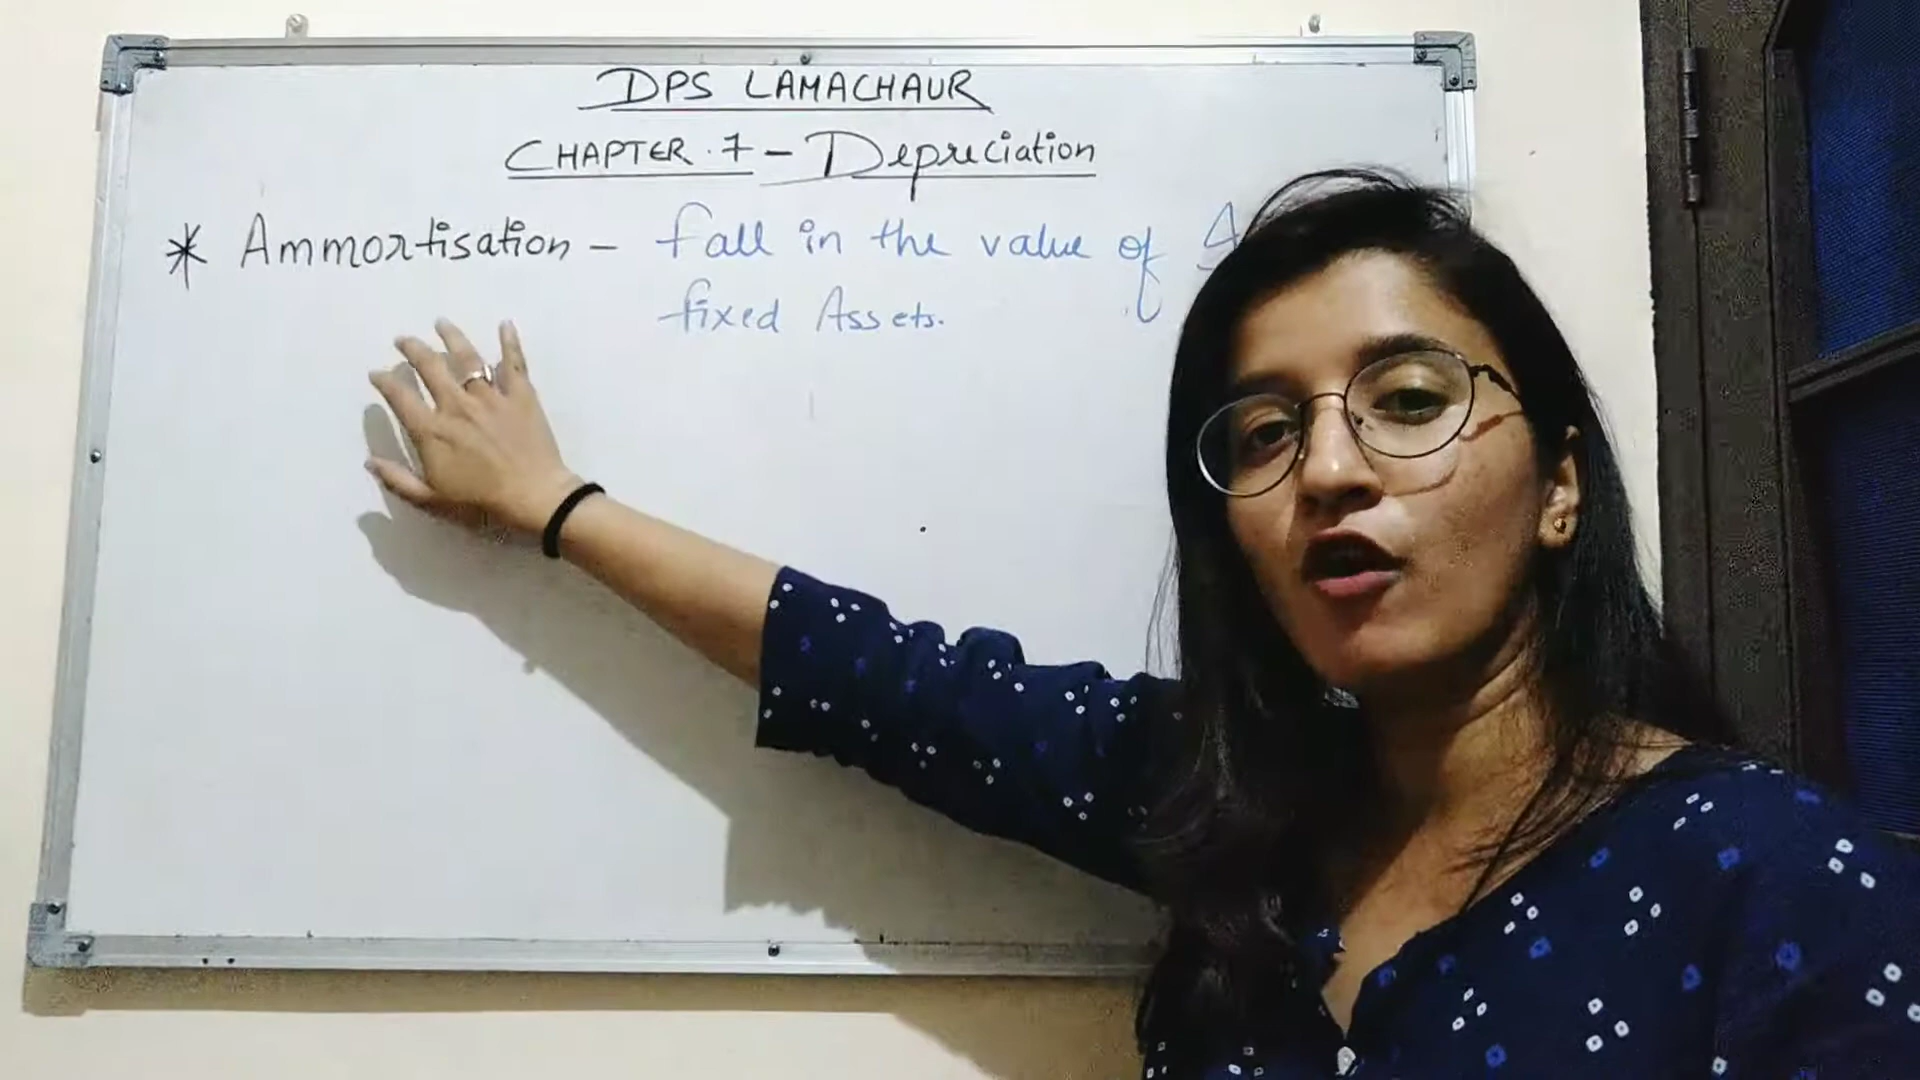 DPS LAMACHAUR
CHAPTER.7 - Depreciation
* Ammortisation - fall in the value of
fixed Assets.